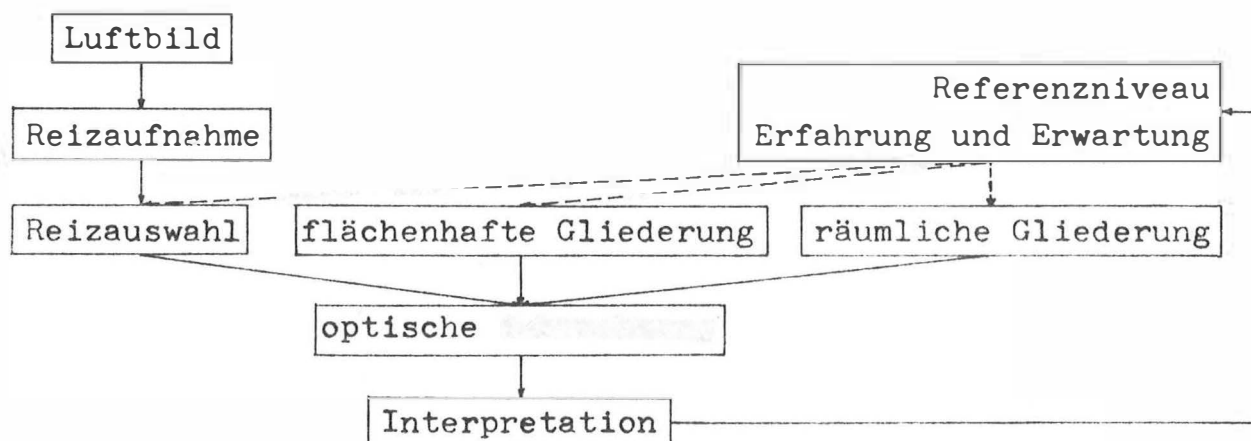 Luftbild
Referenzniveau
Erfahrung und Erwartung
Reizaufnahme
Reizauswahl
flächenhafte Gliederung
räumliche Gliederung
optische
Interpretation